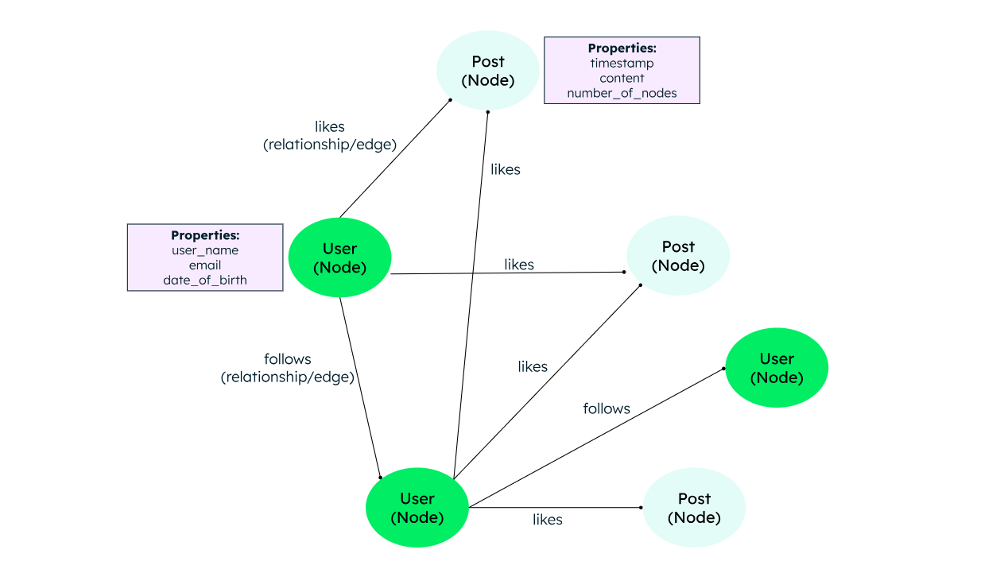 Post
(Node)
Properties:
timestamp
content
number_of_nodes
likes
(relationship/edge)
likes
Properties:
user_name
email
date_of_birth
User
(Node)
likes
Post
(Node)
follows
(relationship/edge)
likes
User
(Node)
follows
User
(Node)
likes
Post
(Node)